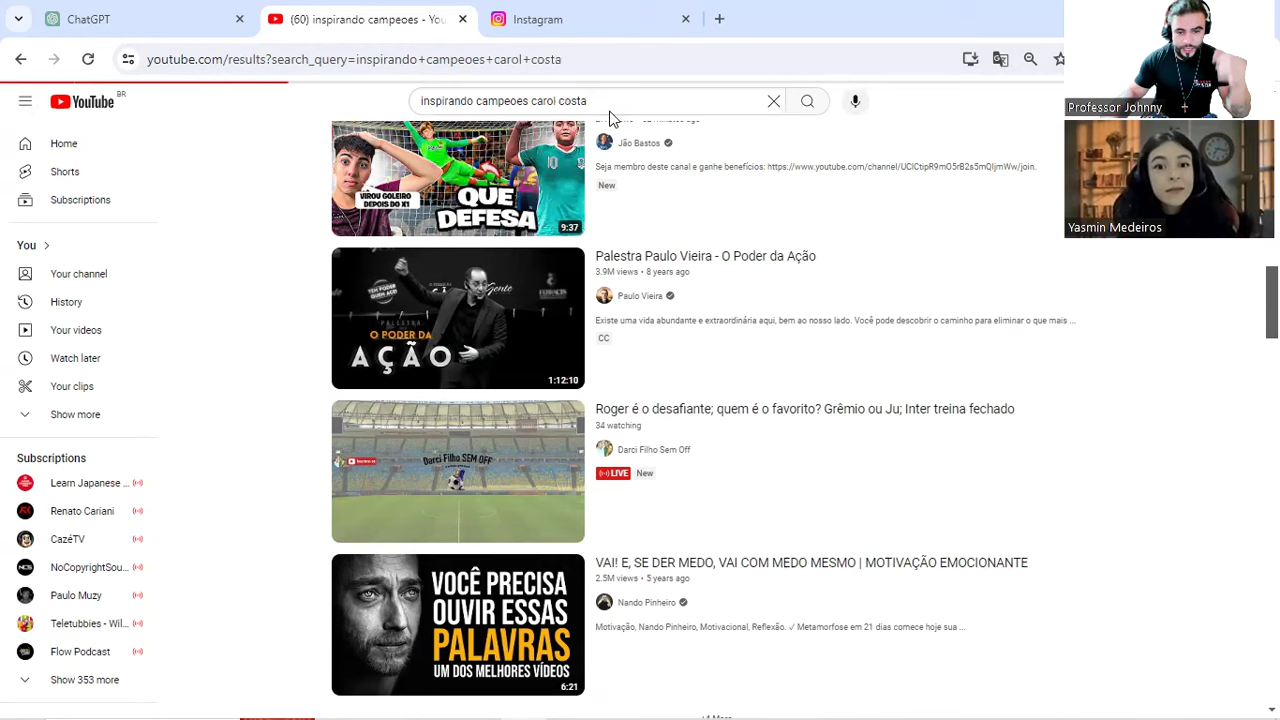 ChatGPT
(60) inspirando campeoes - You
Instagram
youtube.com/results?search_query=inspirando+campeoes+carol+costa
YouTube BR
inspirando campeoes carol costa
Home
Shorts
Subscriptions
You
Your channel
History
Your videos
Watch later
Your clips
Show more
Subscriptions
Learn Japanese ...
Renato Cariani
CazéTV
NoCopyrightSou...
Paulo Muzy
Teletubbies - Wil...
Flow Podcast
Show 353 more
VIROU GOLEIRO
DEPOIS DO X1
QUE
DEFESA
9:37
Jão Bastos
Seja membro deste canal e ganhe benefícios: https://www.youtube.com/channel/UCICtipR9mO5rB2s5mQIjmWw/join.
New
PALESTRA
O PODER DA
AÇÃO
1:12:10
Palestra Paulo Vieira - O Poder da Ação
3.9M views • 8 years ago
Paulo Vieira
Existe uma vida abundante e extraordinária aqui, bem ao nosso lado. Você pode descobrir o caminho para eliminar o que mais ...
CC
Darci Filho SEM OFF
Roger é o desafiante; quem é o favorito? Grêmio ou Ju; Inter treina fechado
34 watching
Darci Filho Sem Off
LIVE
New
VOCÊ PRECISA
OUVIR ESSAS
PALAVRAS
UM DOS MELHORES VÍDEOS
6:21
VAI! E, SE DER MEDO, VAI COM MEDO MESMO | MOTIVAÇÃO EMOCIONANTE
2.5M views • 5 years ago
Nando Pinheiro
Motivação, Nando Pinheiro, Motivacional, Reflexão. ✓ Metamorfose em 21 dias comece hoje sua ...
Professor Johnny
Yasmin Medeiros